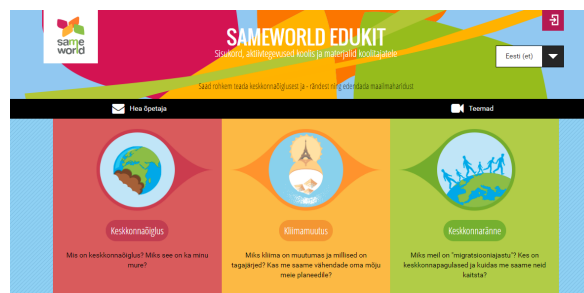 same
world
SAMEWORLD EDUKIT
Sisukord, aktiivtegevused koolis ja materjalid koolitajatele
Eesti (et)
Saad rohkem teada keskkonnaõiglusest ja - rändest ning edendada maailmaharidust
Hea õpetaja
Teemad
Keskkonnaõiglus
Mis on keskkonnaõiglus? Miks see on ka minu
mure?
Kliimamuutus
Miks kliima on muutumas ja millised on
tagajärjed? Kas me saame vähendade oma mõju
meie planeedile?
Keskkonnaränne
Miks meil on "migratsiooniajastu"? Kes on
keskkonnapagulased ja kuidas me saame neid
kaitsta?